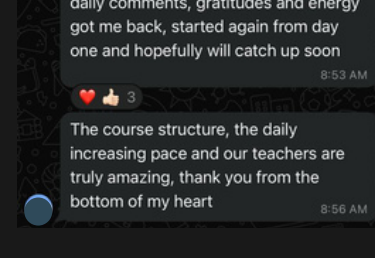 daily comments, gratitudes and energy
got me back, started again from day
one and hopefully will catch up soon
8:53 AM
❤️ 👍🏻 3
The course structure, the daily
increasing pace and our teachers are
truly amazing, thank you from the
bottom of my heart
8:56 AM